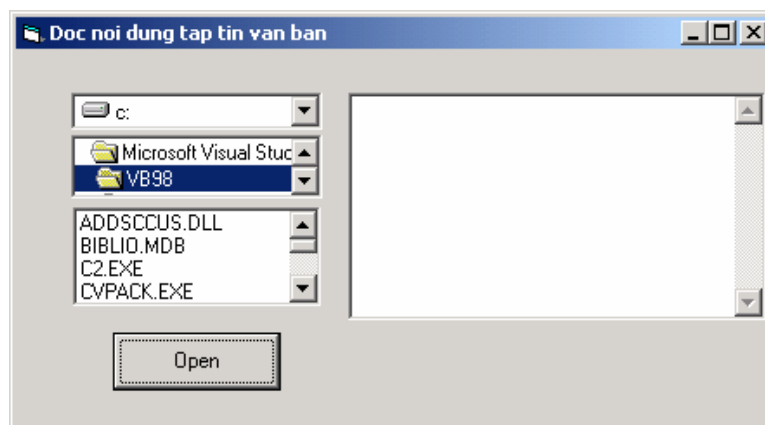 Doc noi dung tap tin van ban
c:
Microsoft Visual Stuc
VB98
ADDSCCUS.DLL
BIBLIO.MDB
C2.EXE
CVPACK.EXE
Open